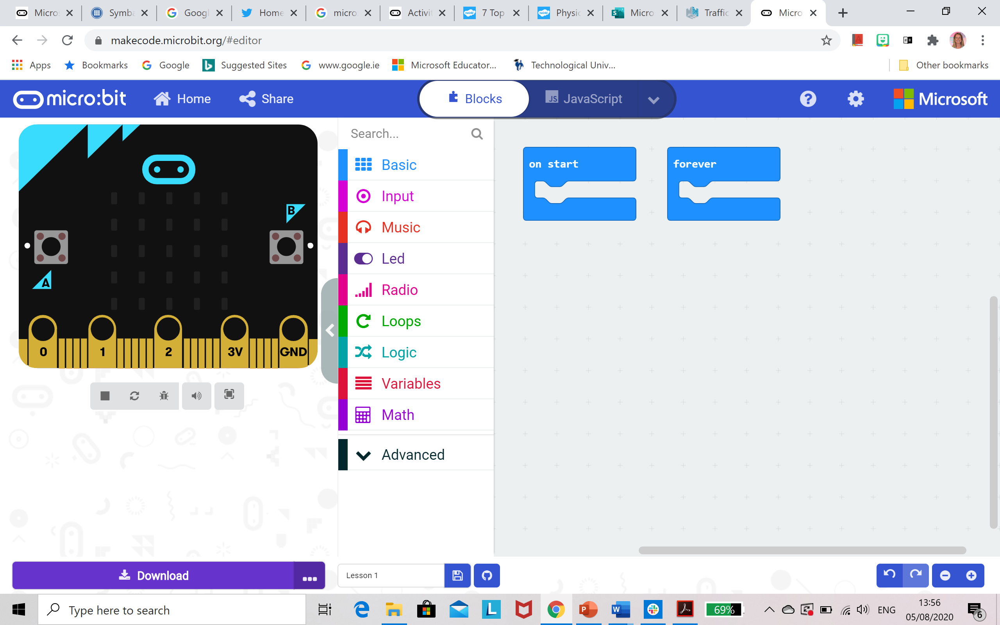 Micro Symba Googl Home micro Activi 7 Top Physic Micro Traffic Micro
makecode.microbit.org/#editor
Apps Bookmarks Google Suggested Sites www.google.ie Microsoft Educator... Technological Univ... Other bookmarks
micro:bit Home Share Blocks JS JavaScript ? Microsoft
Search...
Basic
on start forever
Input
B
Music
Led
A
Radio
Loops
0 1 2 3V GND
Logic
Variables
Math
Advanced
Download ... Lesson 1
Type here to search
69% ENG 13:56
05/08/2020 6